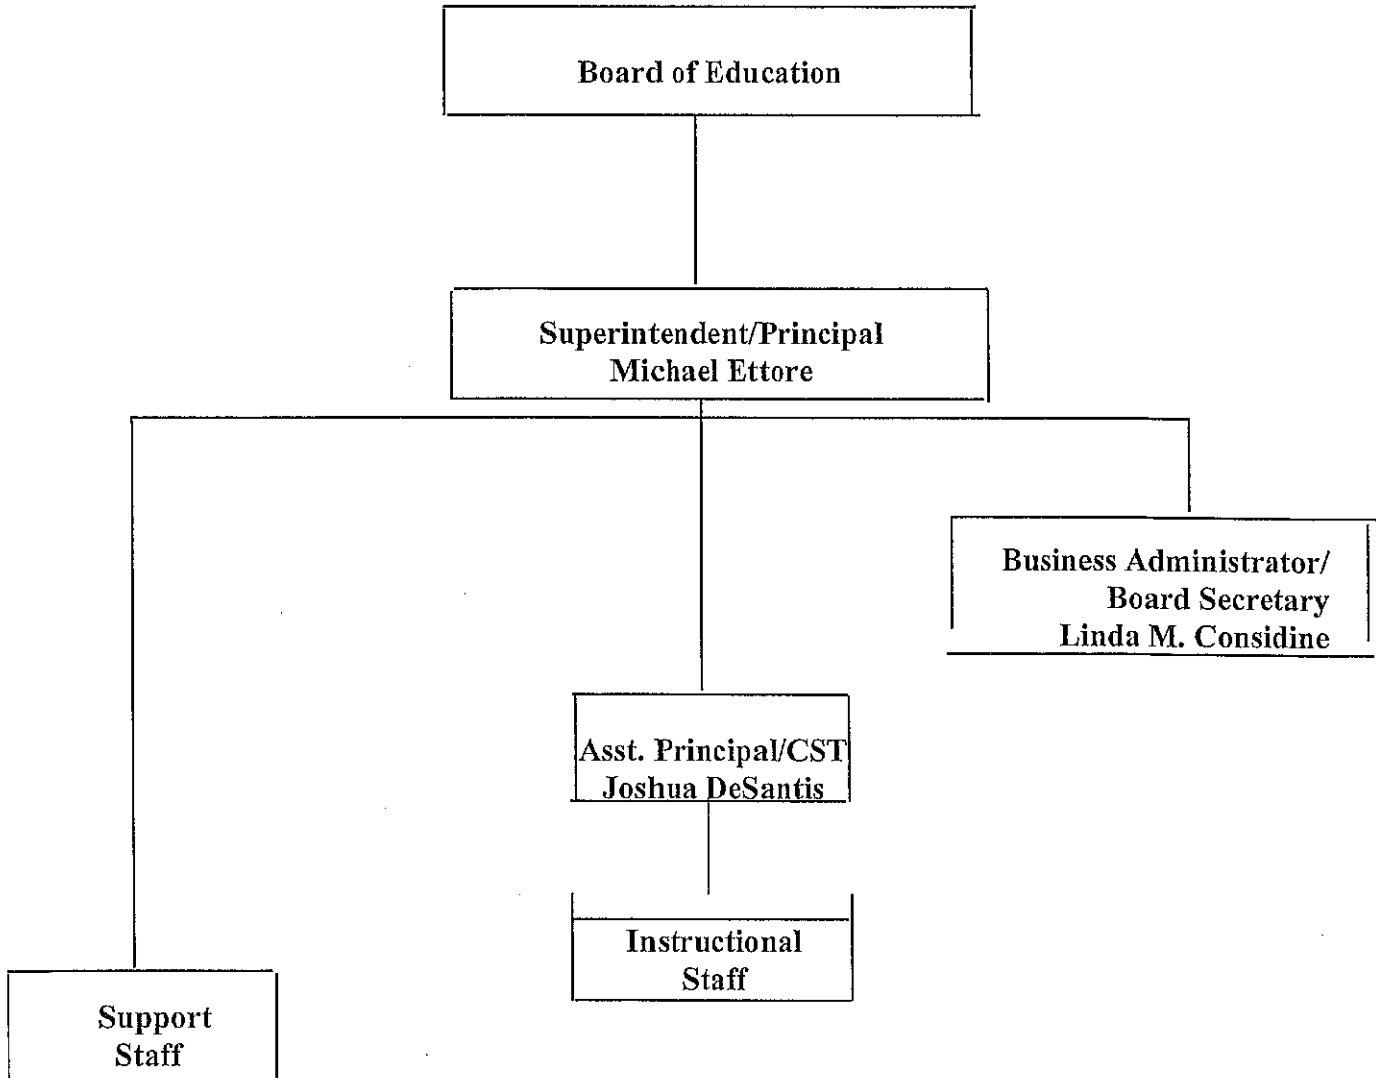 Board of Education
Superintendent/Principal
Michael Ettore
Business Administrator/
Board Secretary
Linda M. Considine
Asst. Principal/CST
Joshua DeSantis
Instructional
Staff
Support
Staff